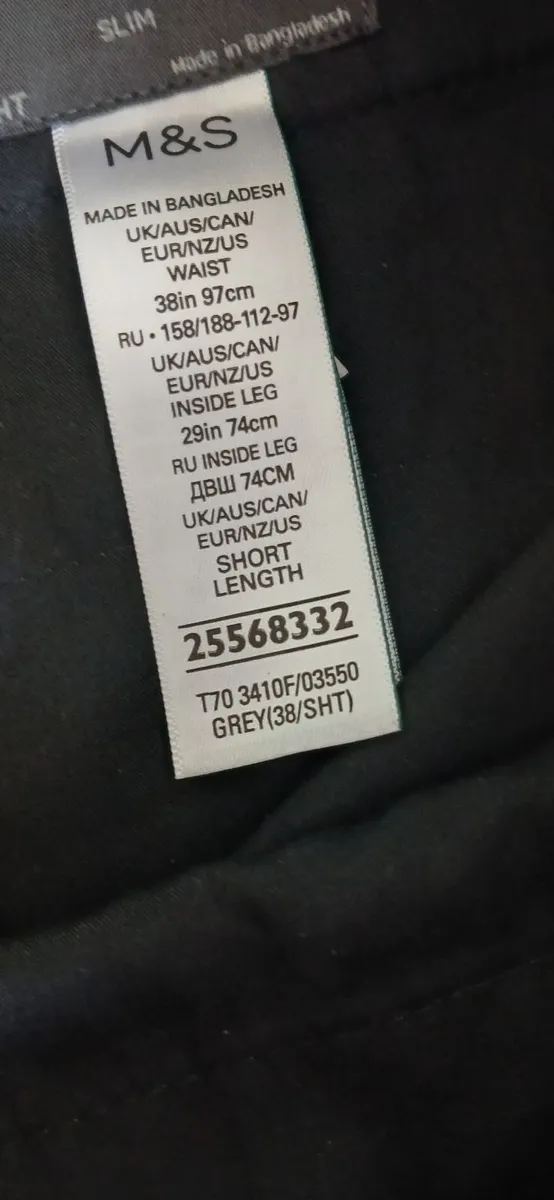 SLIM
Made in Bangladesh
HT
M&S
MADE IN BANGLADESH
UK/AUS/CAN/
EUR/NZ/US
WAIST
38in 97cm
RU • 158/188-112-97
UK/AUS/CAN/
EUR/NZ/US
INSIDE LEG
29in 74cm
RU INSIDE LEG
ДВШ 74СМ
UK/AUS/CAN/
EUR/NZ/US
SHORT
LENGTH
25568332
T70 3410F/03550
GREY(38/SHT)